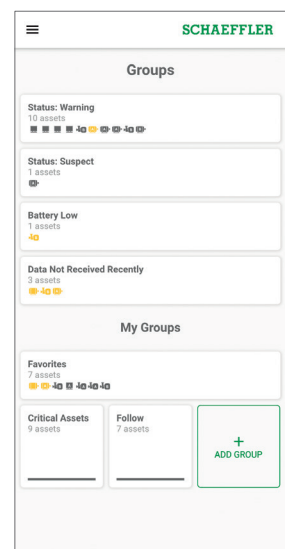 SCHAEFFLER
Groups
Status: Warning
10 assets
Status: Suspect
1 assets
Battery Low
1 assets
Data Not Received Recently
3 assets
My Groups
Favorites
7 assets
Critical Assets
9 assets
Follow
7 assets
+
ADD GROUP